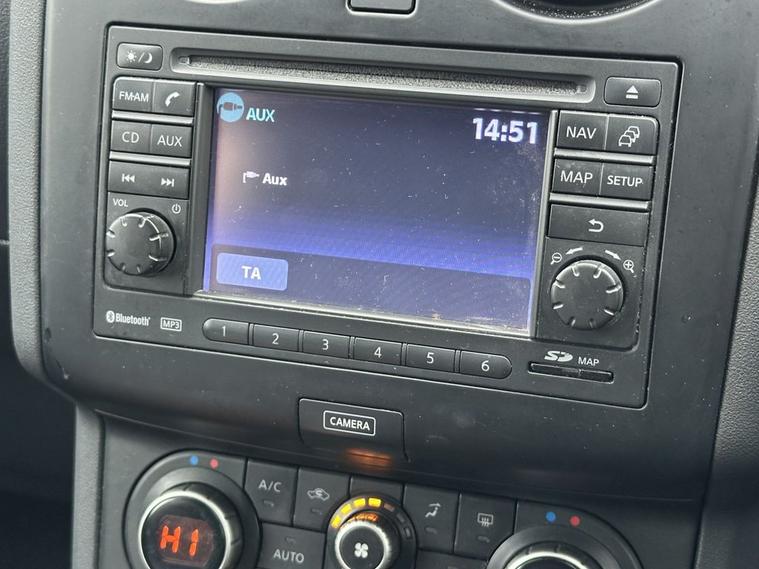 AUX
14:51
Aux
TA
FM·AM
CD
AUX
VOL
NAV
MAP
SETUP
Bluetooth
MP3
1 2 3 4 5 6
SD MAP
CAMERA
A/C
AUTO
HI